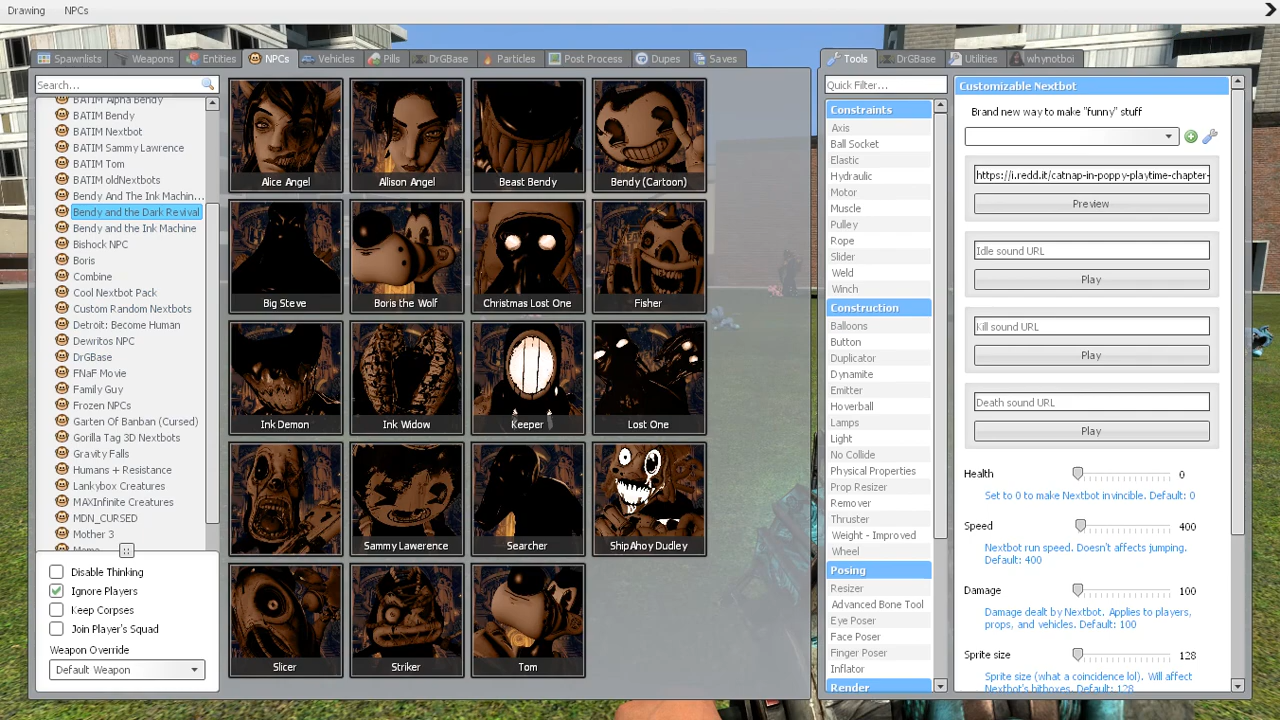 Drawing NPCs
Spawnlists Weapons Entities NPCs Vehicles Pills DrGBase Particles Post Process Dupes Saves
Search...
BATIM Alpha Bendy
BATIM Bendy
BATIM Nextbot
BATIM Sammy Lawrence
BATIM Tom
BATIM oldNextbots
Bendy And The Ink Machin...
Bendy and the Dark Revival
Bendy and the Ink Machine
Bishock NPC
Boris
Combine
Cool Nextbot Pack
Custom Random Nextbots
Detroit: Become Human
Dewritos NPC
DrGBase
FNaF Movie
Family Guy
Frozen NPCs
Garten Of Banban (Cursed)
Gorilla Tag 3D Nextbots
Gravity Falls
Humans + Resistance
Lankybox Creatures
MAXInfinite Creatures
MDN_CURSED
Mother 3
Disable Thinking
Ignore Players
Keep Corpses
Join Player's Squad
Weapon Override
Default Weapon
Alice Angel Alison Angel Beast Bendy Bendy (Cartoon)
Big Steve Boris the Wolf Christmas Lost One Fisher
Ink Demon Ink Widow Keeper Lost One
Sammy Lawerence Searcher ShipAhoy Dudley
Slicer Striker Tom
Tools DrGBase Utilities whynotboi
Quick Filter...
Constraints
Axis
Ball Socket
Elastic
Hydraulic
Motor
Muscle
Pulley
Rope
Slider
Weld
Winch
Construction
Balloons
Button
Duplicator
Dynamite
Emitter
Hoverball
Lamps
Light
No Collide
Physical Properties
Prop Resizer
Remover
Thruster
Weight - Improved
Wheel
Posing
Resizer
Advanced Bone Tool
Eye Poser
Face Poser
Finger Poser
Inflator
Render
Customizable Nextbot
Brand new way to make "funny" stuff
https://i.redd.it/catnap-in-poppy-playtime-chapter-
Preview
Idle sound URL
Play
Kill sound URL
Play
Death sound URL
Play
Health 0
Set to 0 to make Nextbot invincible. Default: 0
Speed 400
Nextbot run speed. Doesn't affects jumping.
Default: 400
Damage 100
Damage dealt by Nextbot. Applies to players,
props, and vehicles. Default: 100
Sprite size 128
Sprite size (what a coincidence lol). Will affect
Nextbot's hitboxes. Default: 128